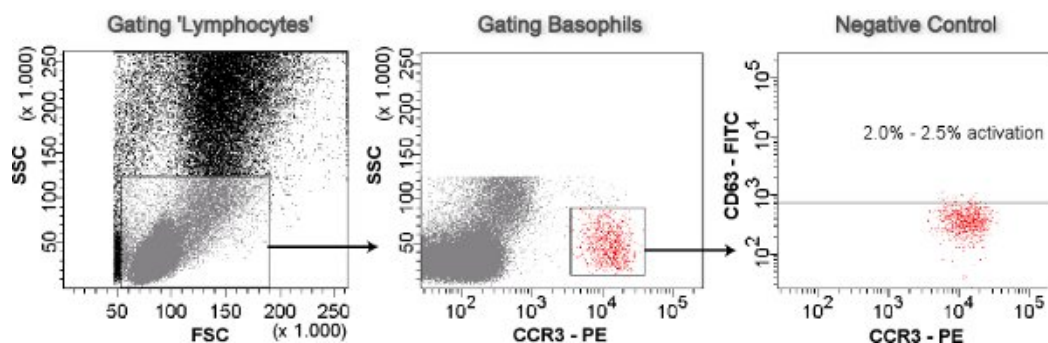 Gating 'Lymphocytes'
SSC
(x 1.000)
50 100 150 200 250
50 100 150 200 250
FSC
(x 1.000)
Gating Basophils
SSC
(x 1.000)
50 100 150 200 250
10² 10³ 10⁴ 10⁵
CCR3 - PE
Negative Control
CD63 - FITC
10² 10³ 10⁴ 10⁵
2.0% - 2.5% activation
10² 10³ 10⁴ 10⁵
CCR3 - PE